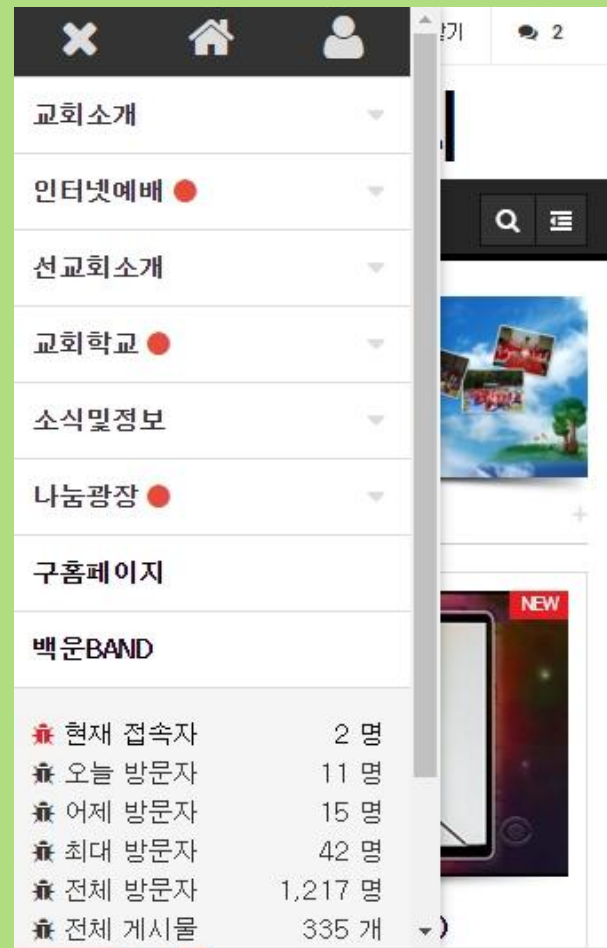 2
교회소개
인터넷예배
선교회소개
교회학교
소식및정보
나눔광장
구홈페이지
NEW
백운BAND
현재 접속자 2 명
오늘 방문자 11 명
어제 방문자 15 명
최대 방문자 42 명
전체 방문자 1,217 명
전체 게시물 335 개